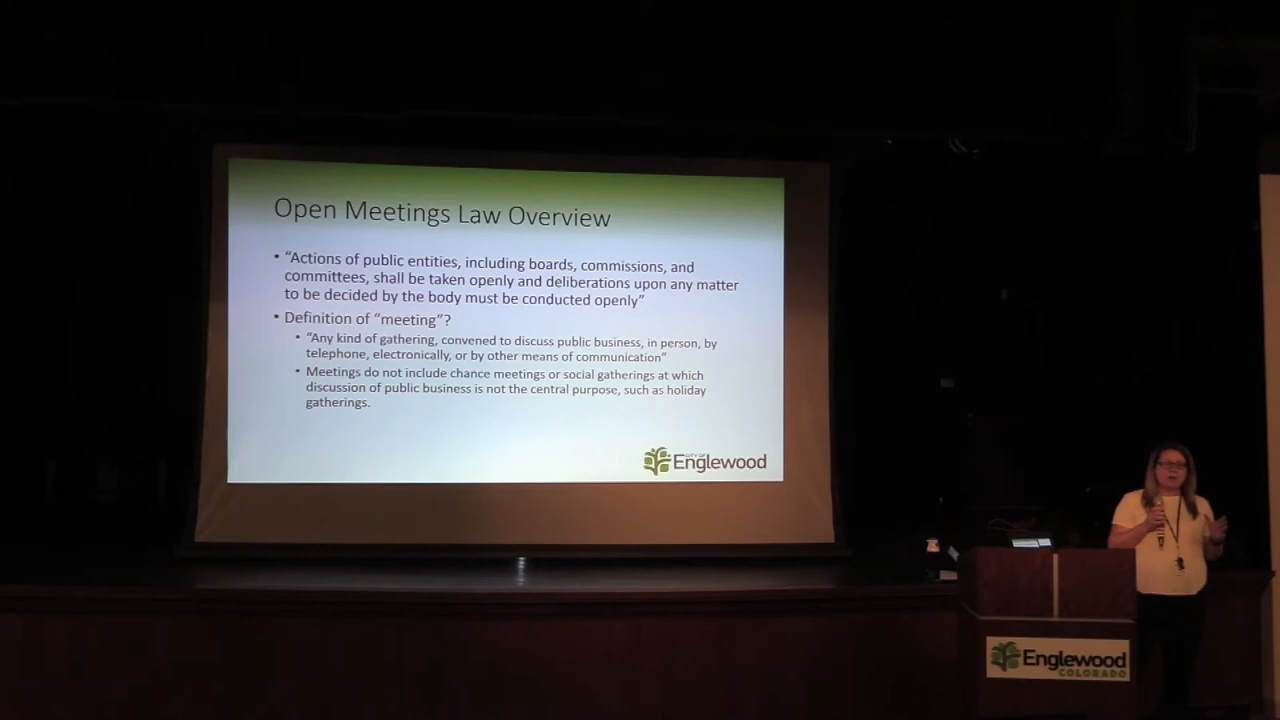 Open Meetings Law Overview
• “Actions of public entities, including boards, commissions, and
committees, shall be taken openly and deliberations upon any matter
to be decided by the body must be conducted openly”
• Definition of “meeting”?
• “Any kind of gathering, convened to discuss public business, in person, by
telephone, electronically, or by other means of communication”
• Meetings do not include chance meetings or social gatherings at which
discussion of public business is not the central purpose, such as holiday
gatherings.
CITY OF
Englewood
Englewood
COLORADO